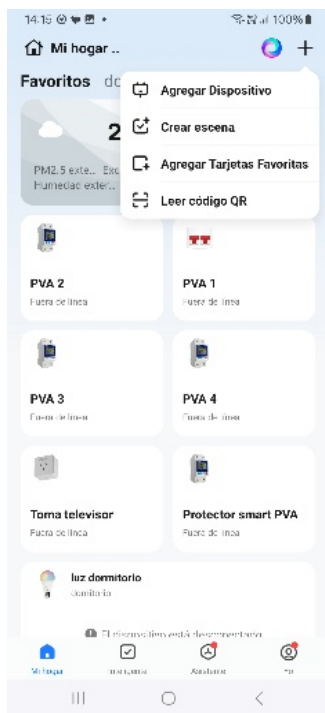 14:15 100%
Mi hogar ..
Favoritos
Agregar Dispositivo
Crear escena
Agregar Tarjetas Favoritas
Leer código QR
2
PM2.5 exte... Exc
Humedad exter...
PVA 2
Fuera de línea
PVA 1
Fuera de línea
PVA 3
Fuera de línea
PVA 4
Fuera de línea
Toma televisor
Fuera de línea
Protector smart PVA
Fuera de línea
luz dormitorio
dormitorio
El dispositivo está desconectado
Mi hogar